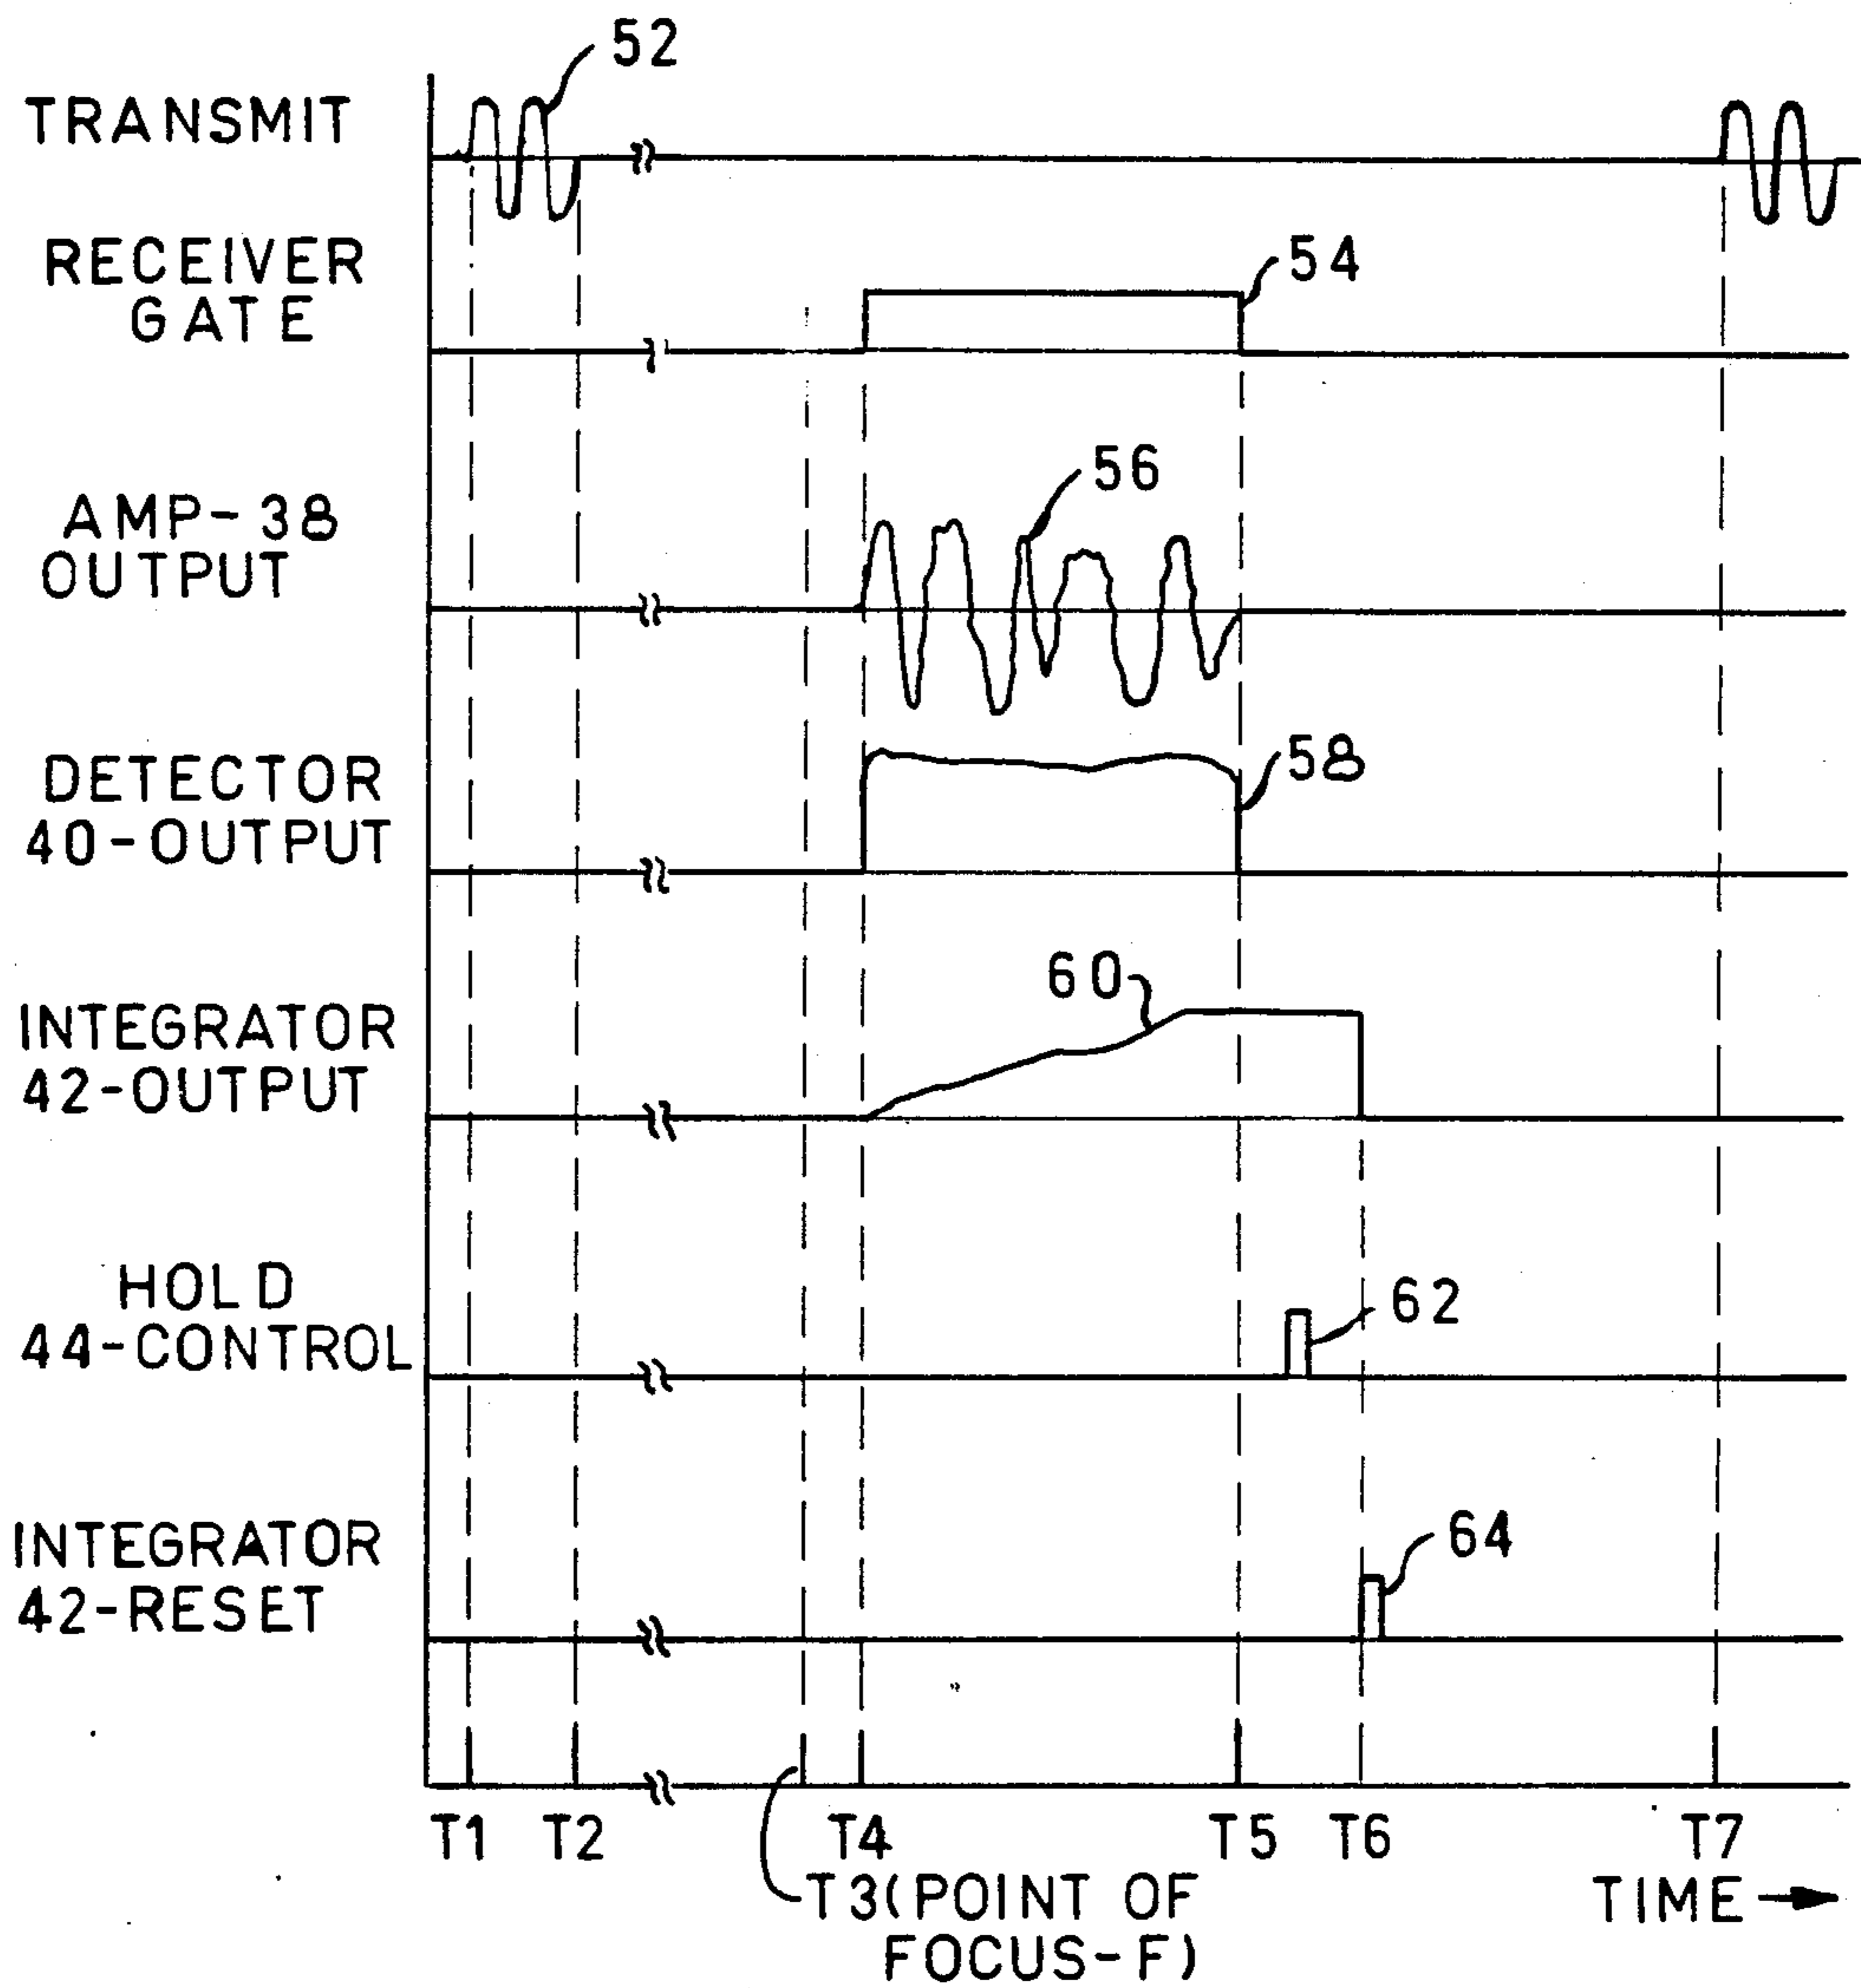 52
TRANSMIT
RECEIVER
GATE
54
AMP-38
OUTPUT
56
DETECTOR
40-OUTPUT
58
INTEGRATOR
42-OUTPUT
60
HOLD
44-CONTROL
62
INTEGRATOR
42-RESET
64
T1 T2 T4 T5 T6 T7
T3(POINT OF
FOCUS-F)
TIME